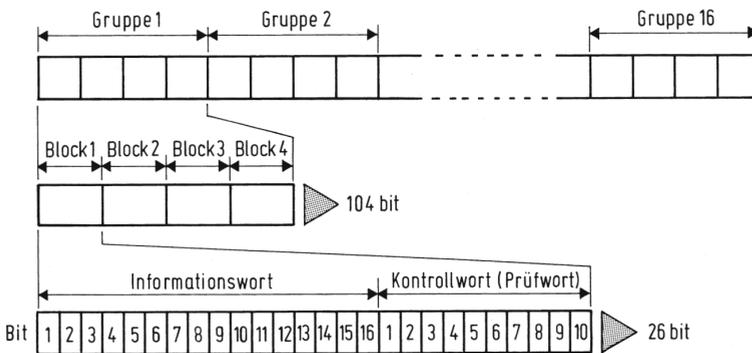 Gruppe 1 Gruppe 2 Gruppe 16
Block 1 Block 2 Block 3 Block 4
104 bit
Informationswort Kontrollwort (Prüfwort)
Bit 1 2 3 4 5 6 7 8 9 10 11 12 13 14 15 16 1 2 3 4 5 6 7 8 9 10 26 bit